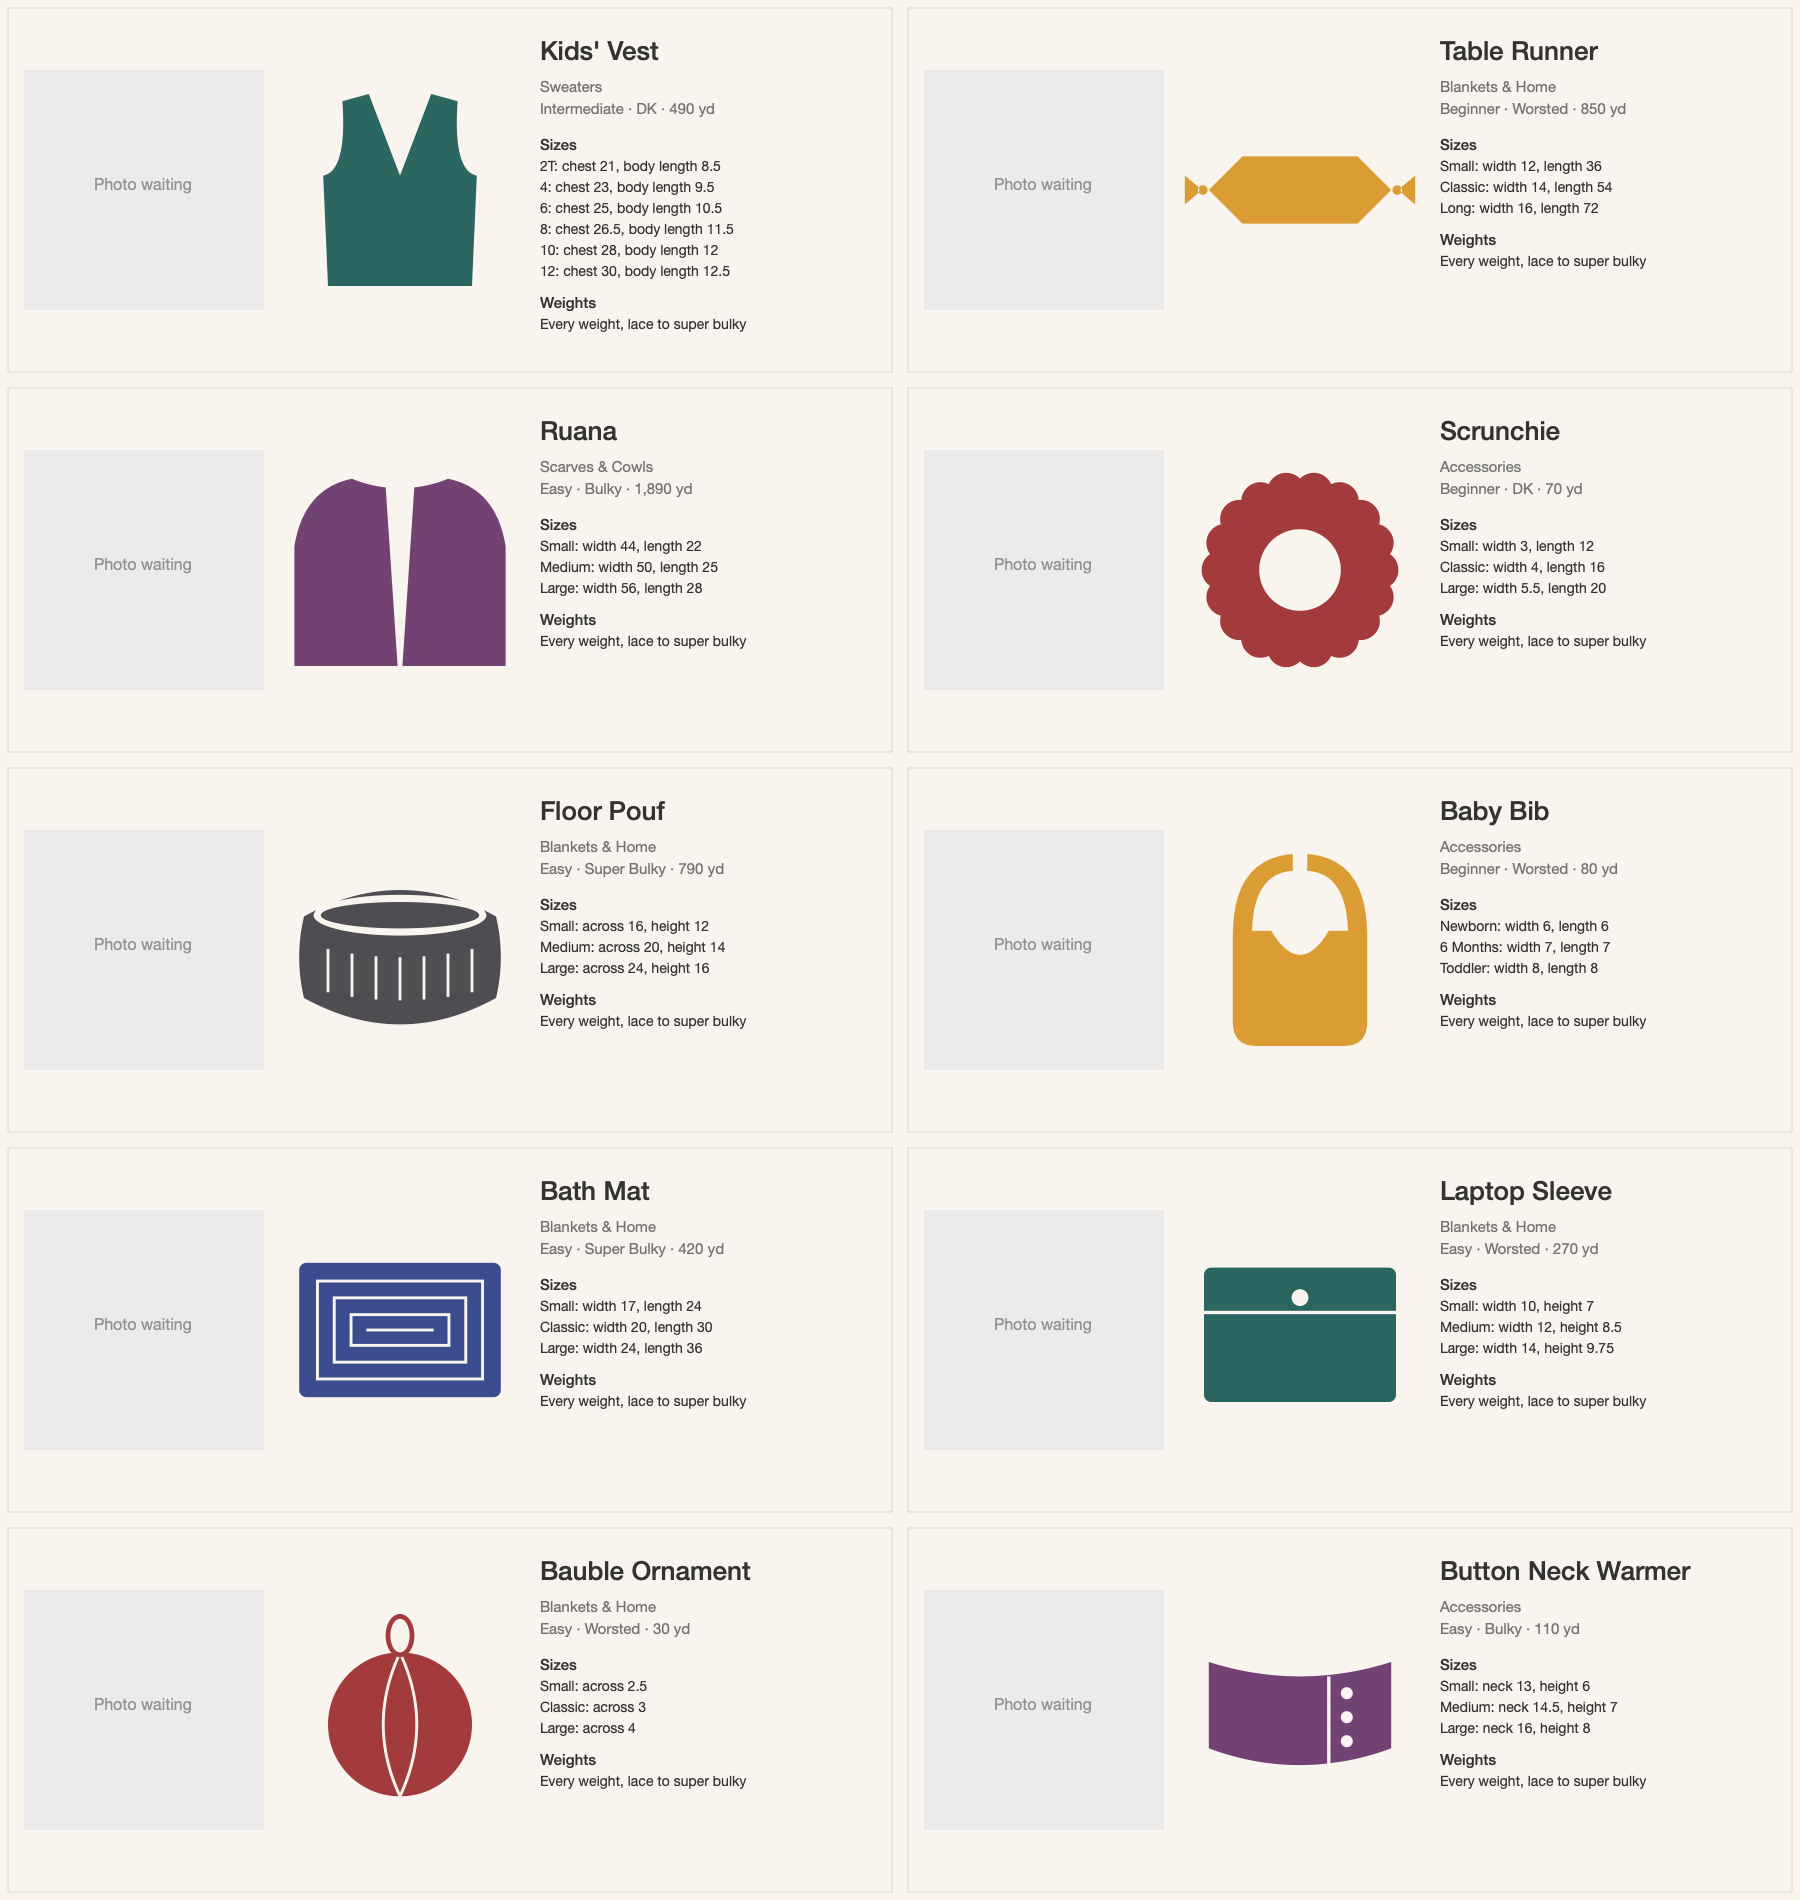 Photo waiting
Kids' Vest
Sweaters
Intermediate · DK · 490 yd
Sizes
2T: chest 21, body length 8.5
4: chest 23, body length 9.5
6: chest 25, body length 10.5
8: chest 26.5, body length 11.5
10: chest 28, body length 12
12: chest 30, body length 12.5
Weights
Every weight, lace to super bulky
Photo waiting
Table Runner
Blankets & Home
Beginner · Worsted · 850 yd
Sizes
Small: width 12, length 36
Classic: width 14, length 54
Long: width 16, length 72
Weights
Every weight, lace to super bulky
Photo waiting
Ruana
Scarves & Cowls
Easy · Bulky · 1,890 yd
Sizes
Small: width 44, length 22
Medium: width 50, length 25
Large: width 56, length 28
Weights
Every weight, lace to super bulky
Photo waiting
Scrunchie
Accessories
Beginner · DK · 70 yd
Sizes
Small: width 3, length 12
Classic: width 4, length 16
Large: width 5.5, length 20
Weights
Every weight, lace to super bulky
Photo waiting
Floor Pouf
Blankets & Home
Easy · Super Bulky · 790 yd
Sizes
Small: across 16, height 12
Medium: across 20, height 14
Large: across 24, height 16
Weights
Every weight, lace to super bulky
Photo waiting
Baby Bib
Accessories
Beginner · Worsted · 80 yd
Sizes
Newborn: width 6, length 6
6 Months: width 7, length 7
Toddler: width 8, length 8
Weights
Every weight, lace to super bulky
Photo waiting
Bath Mat
Blankets & Home
Easy · Super Bulky · 420 yd
Sizes
Small: width 17, length 24
Classic: width 20, length 30
Large: width 24, length 36
Weights
Every weight, lace to super bulky
Photo waiting
Laptop Sleeve
Blankets & Home
Easy · Worsted · 270 yd
Sizes
Small: width 10, height 7
Medium: width 12, height 8.5
Large: width 14, height 9.75
Weights
Every weight, lace to super bulky
Photo waiting
Bauble Ornament
Blankets & Home
Easy · Worsted · 30 yd
Sizes
Small: across 2.5
Classic: across 3
Large: across 4
Weights
Every weight, lace to super bulky
Photo waiting
Button Neck Warmer
Accessories
Easy · Bulky · 110 yd
Sizes
Small: neck 13, height 6
Medium: neck 14.5, height 7
Large: neck 16, height 8
Weights
Every weight, lace to super bulky